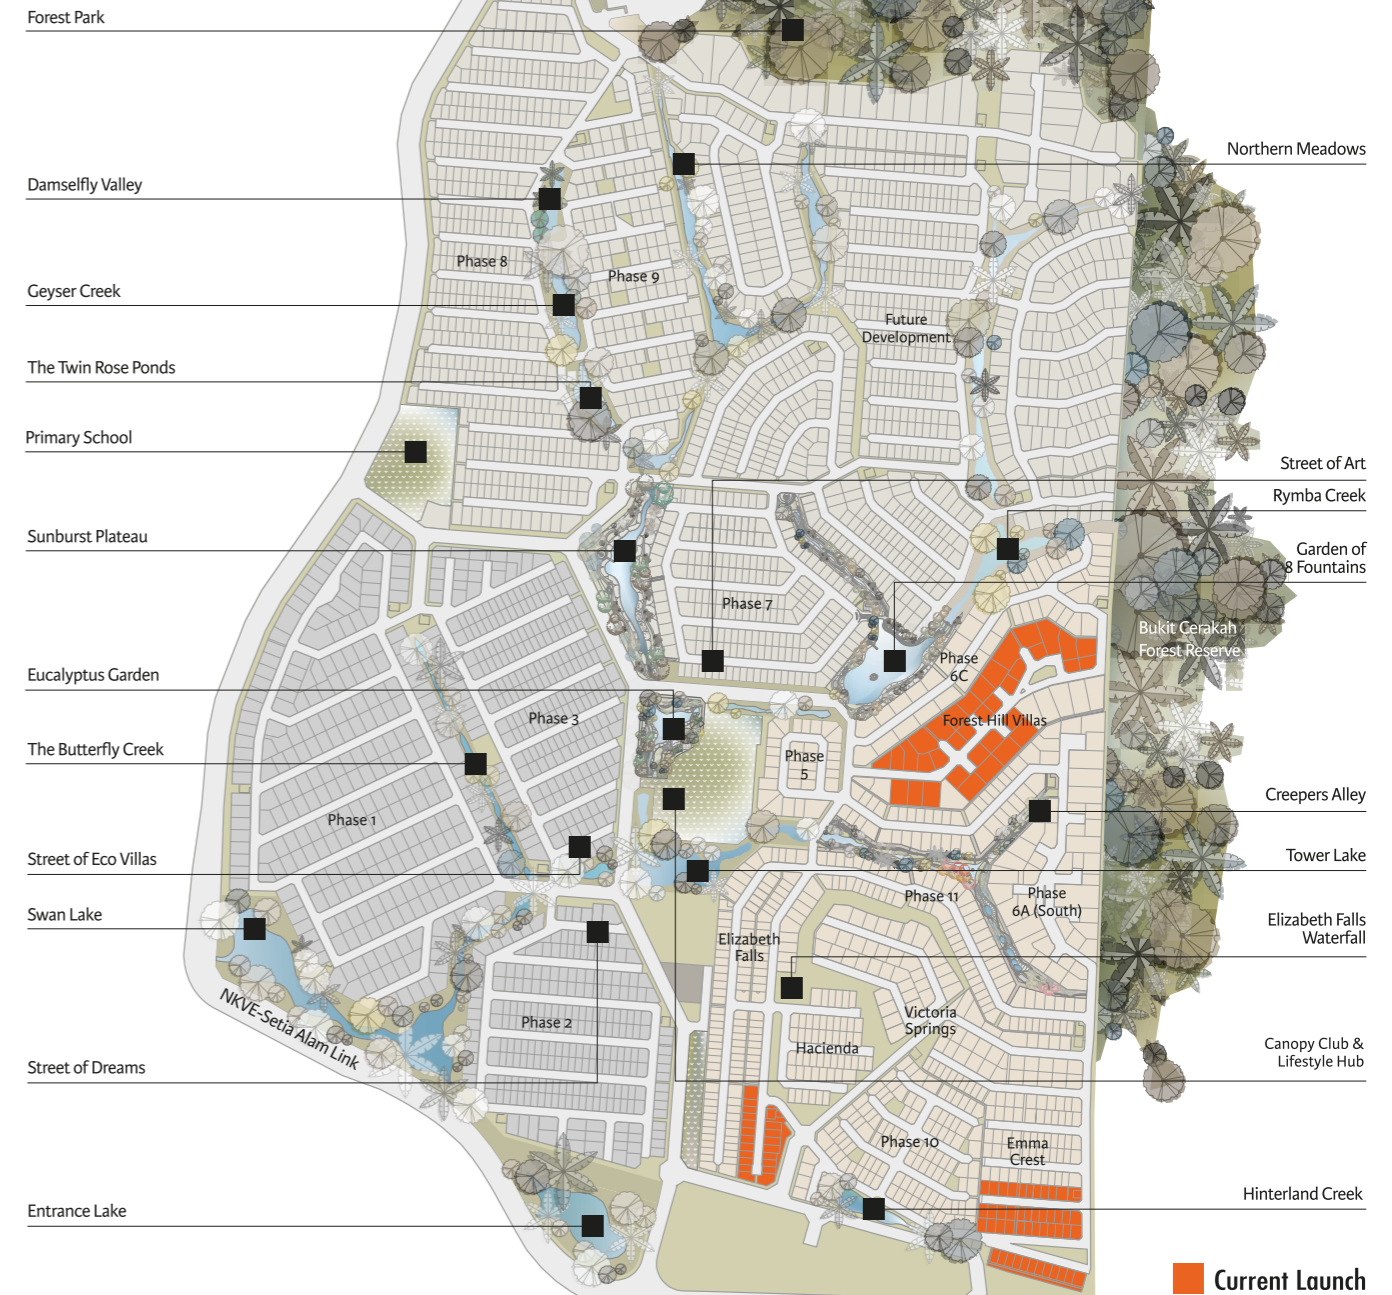 Forest Park
Northern Meadows
Damselfly Valley
Phase 8
Phase 9
Geyser Creek
Future
Development
The Twin Rose Ponds
Primary School
Street of Art
Rymba Creek
Sunburst Plateau
Garden of
8 Fountains
Phase 7
Bukit Cerakah
Forest Reserve
Phase
6C
Eucalyptus Garden
Phase 3
Forest Hill Villas
The Butterfly Creek
Phase
5
Creepers Alley
Phase 1
Street of Eco Villas
Tower Lake
Phase 11
Phase
6A (South)
Swan Lake
Elizabeth Falls
Waterfall
Elizabeth
Falls
NKVE-Setia Alam Link
Phase 2
Victoria
Springs
Hacienda
Canopy Club &
Lifestyle Hub
Street of Dreams
Phase 10
Emma
Crest
Hinterland Creek
Entrance Lake
Current Launch